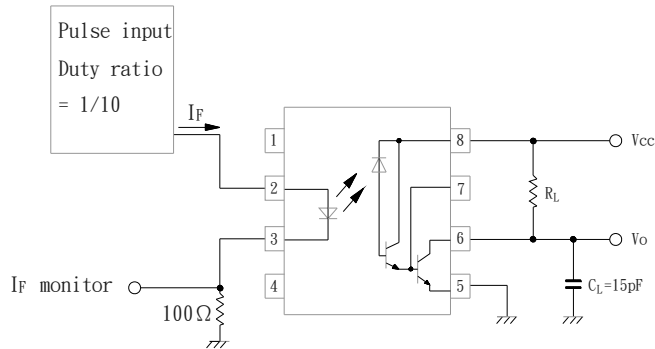 Pulse input
Duty ratio
= 1/10
IF
1
2
3
4
8
7
6
5
Vcc
RL
Vo
CL=15pF
IF monitor
100Ω